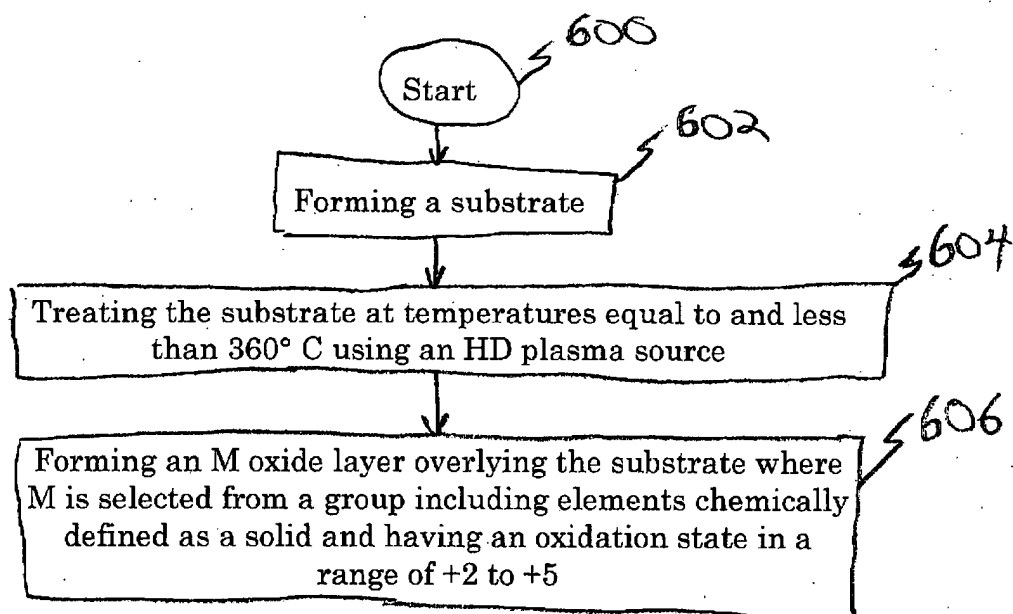 600
Start
602
Forming a substrate
604
Treating the substrate at temperatures equal to and less
than 360° C using an HD plasma source
606
Forming an M oxide layer overlying the substrate where
M is selected from a group including elements chemically
defined as a solid and having an oxidation state in a
range of +2 to +5